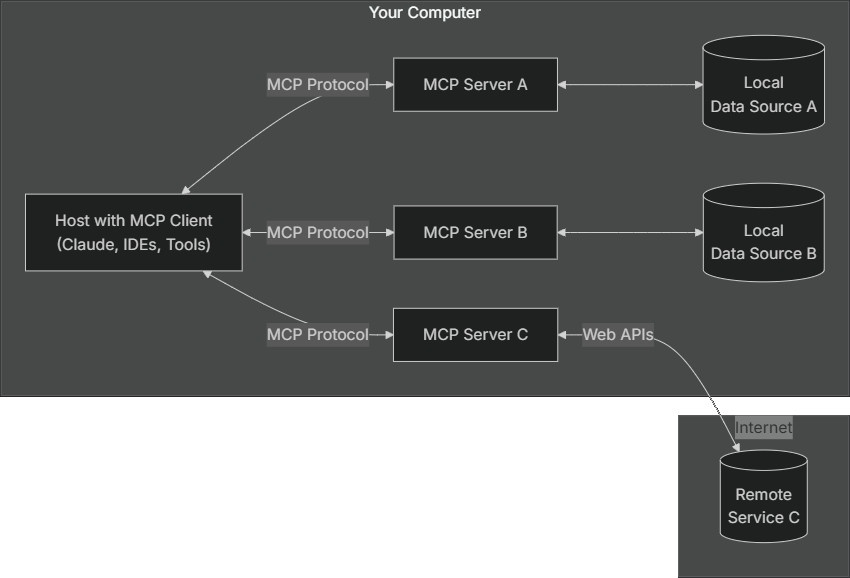 Your Computer
MCP Protocol
MCP Server A
Local
Data Source A
Host with MCP Client
(Claude, IDEs, Tools)
MCP Protocol
MCP Server B
Local
Data Source B
MCP Protocol
MCP Server C
Web APIs
Internet
Remote
Service C